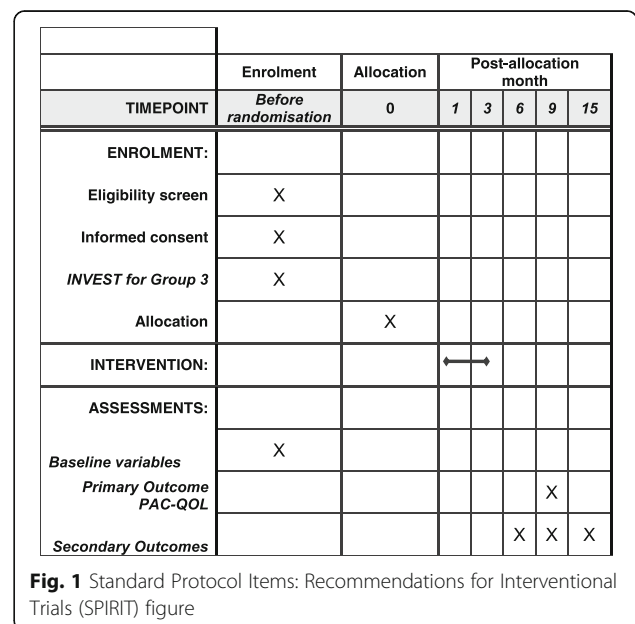 Enrolment Allocation Post-allocation
month
TIMEPOINT Before
randomisation 0 1 3 6 9 15
ENROLMENT:
Eligibility screen X
Informed consent X
INVEST for Group 3 X
Allocation X
INTERVENTION:
ASSESSMENTS:
Baseline variables X
Primary Outcome
PAC-QOL X
Secondary Outcomes X X X
Fig. 1 Standard Protocol Items: Recommendations for Interventional
Trials (SPIRIT) figure